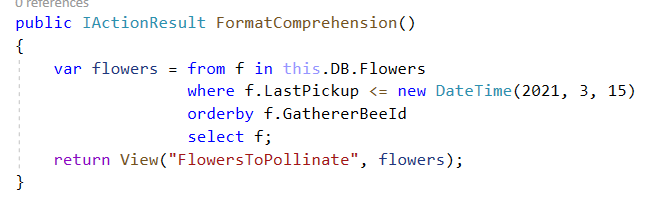 0 references
public IActionResult FormatComprehension()
{
    var flowers = from f in this.DB.Flowers
                  where f.LastPickup <= new DateTime(2021, 3, 15)
                  orderby f.GathererBeeId
                  select f;
    return View("FlowersToPollinate", flowers);
}